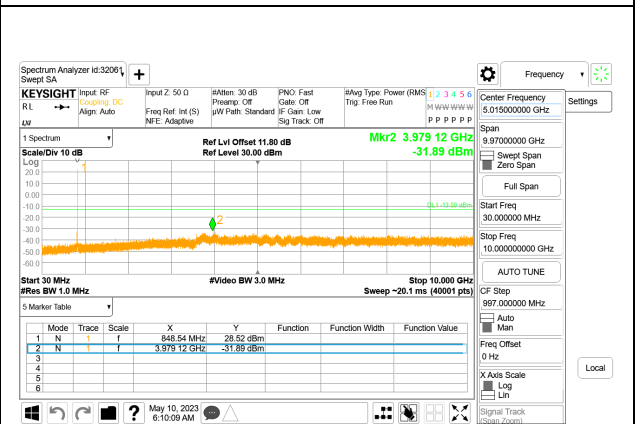 Spectrum Analyzer id:32061
Swept SA
+
Frequency
KEYSIGHT
RL
Input: RF
Coupling: DC
Align: Auto
Input Z: 50 Ω
Freq Ref: Int (S)
NFE: Adaptive
#Atten: 30 dB
Preamp: Off
µW Path: Standard
PNO: Fast
Gate: Off
IF Gain: Low
Sig Track: Off
#Avg Type: Power (RMS
Trig: Free Run
1 2 3 4 5 6
M W W W W W
P P P P P P
Center Frequency
5.015000000 GHz
Settings
Span
9.97000000 GHz
Swept Span
Zero Span
Full Span
Start Freq
30.000000 MHz
Stop Freq
10.000000000 GHz
AUTO TUNE
CF Step
997.000000 MHz
Auto
Man
Freq Offset
0 Hz
X Axis Scale
Log
Lin
Signal Track
(Span Zoom)
Local
1 Spectrum
Scale/Div 10 dB
Ref Lvl Offset 11.80 dB
Ref Level 30.00 dBm
Mkr2 3.979 12 GHz
-31.89 dBm
Log
20.0
10.0
0.00
-10.0
-20.0
-30.0
-40.0
-50.0
-60.0
1
2
DL1 -13.00 dBm
Start 30 MHz
#Res BW 1.0 MHz
#Video BW 3.0 MHz
Stop 10.000 GHz
Sweep ~20.1 ms (40001 pts)
5 Marker Table
Mode Trace Scale X Y Function Function Width Function Value
1 N 1 f 848.54 MHz 28.52 dBm
2 N 1 f 3.979 12 GHz -31.89 dBm
3
4
5
6
?
May 10, 2023
6:10:09 AM